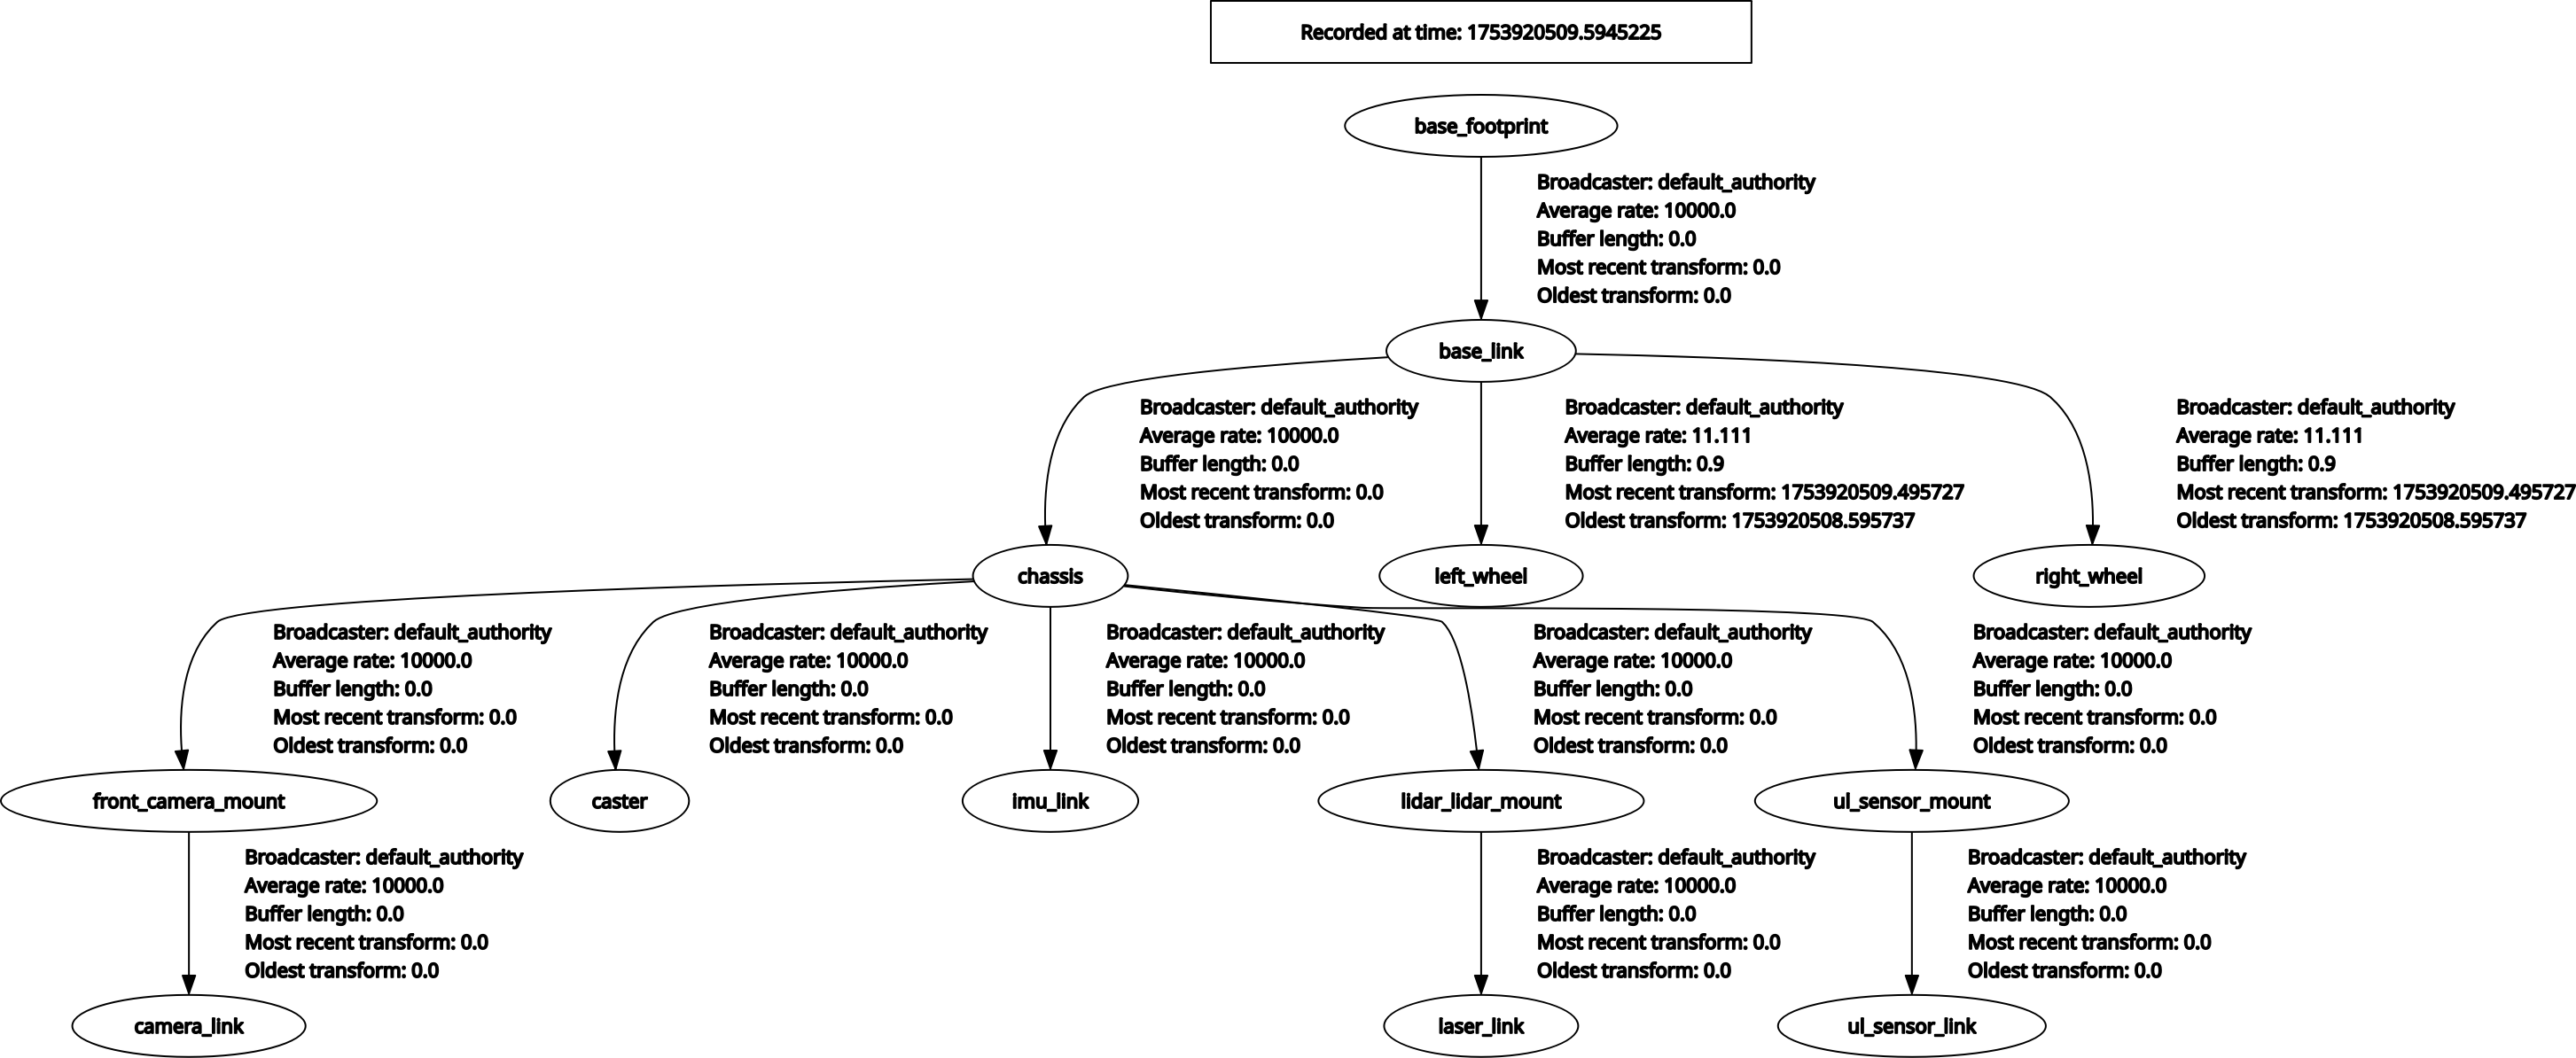 Recorded at time: 1753920509.5945225
base_footprint
Broadcaster: default_authority
Average rate: 10000.0
Buffer length: 0.0
Most recent transform: 0.0
Oldest transform: 0.0
base_link
Broadcaster: default_authority
Average rate: 10000.0
Buffer length: 0.0
Most recent transform: 0.0
Oldest transform: 0.0
Broadcaster: default_authority
Average rate: 11.111
Buffer length: 0.9
Most recent transform: 1753920509.495727
Oldest transform: 1753920508.595737
Broadcaster: default_authority
Average rate: 11.111
Buffer length: 0.9
Most recent transform: 1753920509.495727
Oldest transform: 1753920508.595737
chassis
left_wheel
right_wheel
Broadcaster: default_authority
Average rate: 10000.0
Buffer length: 0.0
Most recent transform: 0.0
Oldest transform: 0.0
Broadcaster: default_authority
Average rate: 10000.0
Buffer length: 0.0
Most recent transform: 0.0
Oldest transform: 0.0
Broadcaster: default_authority
Average rate: 10000.0
Buffer length: 0.0
Most recent transform: 0.0
Oldest transform: 0.0
Broadcaster: default_authority
Average rate: 10000.0
Buffer length: 0.0
Most recent transform: 0.0
Oldest transform: 0.0
Broadcaster: default_authority
Average rate: 10000.0
Buffer length: 0.0
Most recent transform: 0.0
Oldest transform: 0.0
front_camera_mount
caster
imu_link
lidar_lidar_mount
ul_sensor_mount
Broadcaster: default_authority
Average rate: 10000.0
Buffer length: 0.0
Most recent transform: 0.0
Oldest transform: 0.0
Broadcaster: default_authority
Average rate: 10000.0
Buffer length: 0.0
Most recent transform: 0.0
Oldest transform: 0.0
Broadcaster: default_authority
Average rate: 10000.0
Buffer length: 0.0
Most recent transform: 0.0
Oldest transform: 0.0
camera_link
laser_link
ul_sensor_link